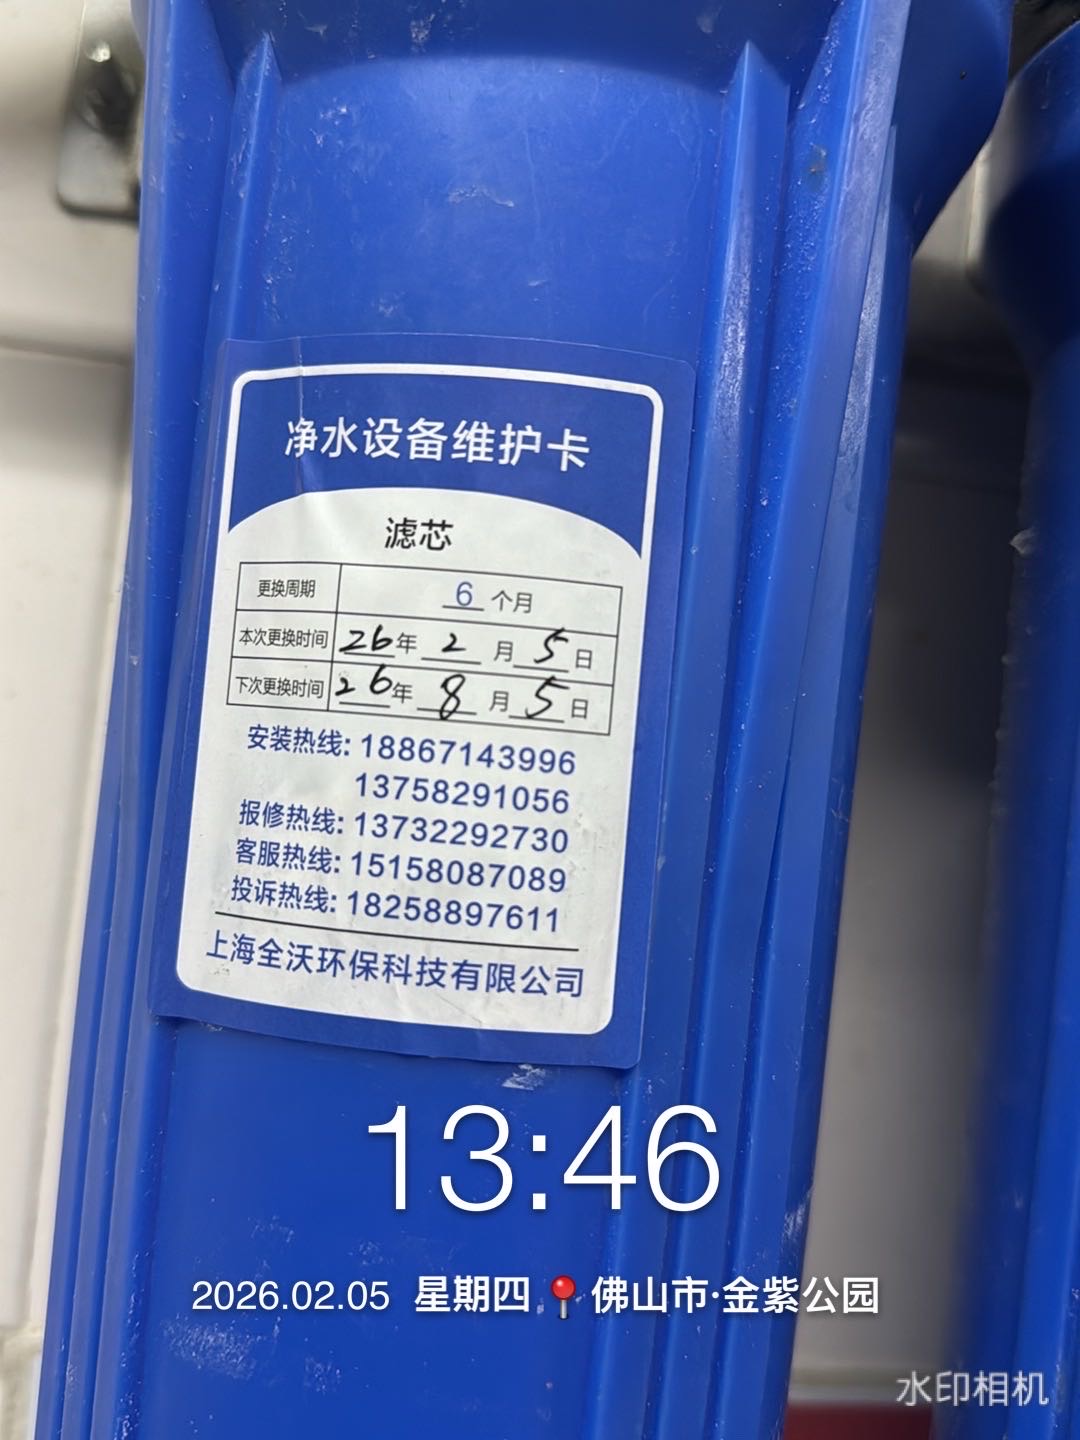 净水设备维护卡
滤芯
更换周期 6 个月
本次更换时间 26年 2 月 5 日
下次更换时间 26年 8 月 5 日
安装热线: 18867143996
13758291056
报修热线: 13732292730
客服热线: 15158087089
投诉热线: 18258897611
上海全沃环保科技有限公司
13:46
2026.02.05 星期四 📍佛山市·金紫公园
水印相机